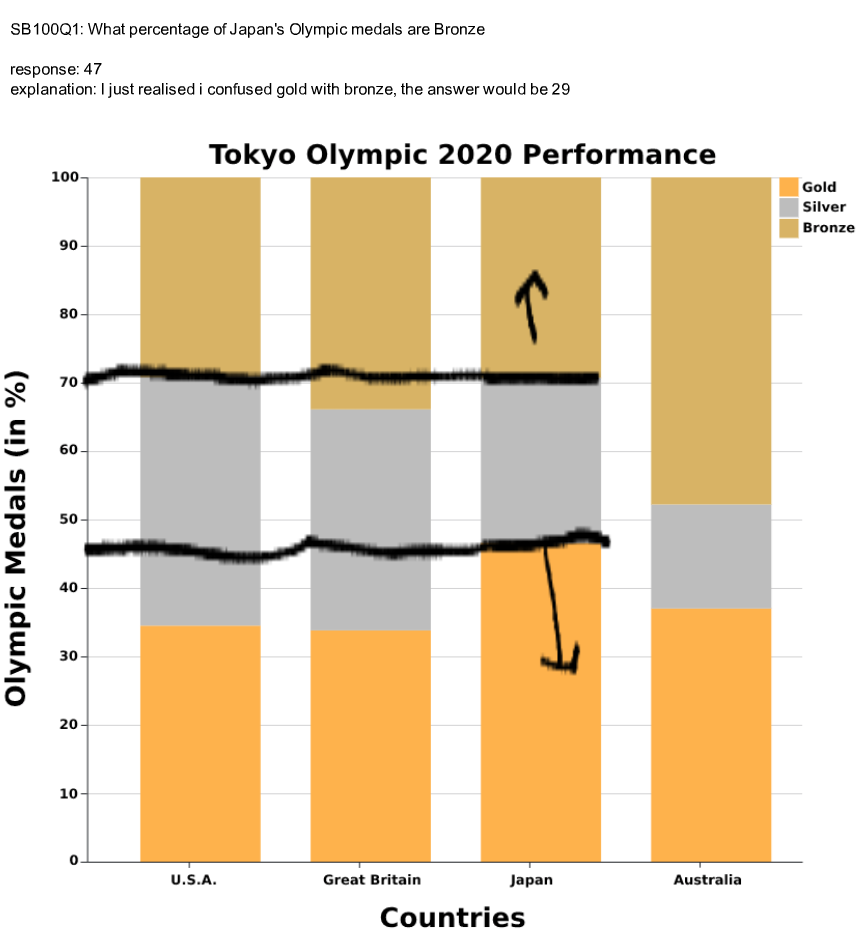 SB100Q1: What percentage of Japan's Olympic medals are Bronze
response: 47
explanation: I just realised i confused gold with bronze, the answer would be 29
Tokyo Olympic 2020 Performance
Gold
Silver
Bronze
Olympic Medals (in %)
100
90
80
70
60
50
40
30
20
10
0
U.S.A.
Great Britain
Japan
Australia
Countries